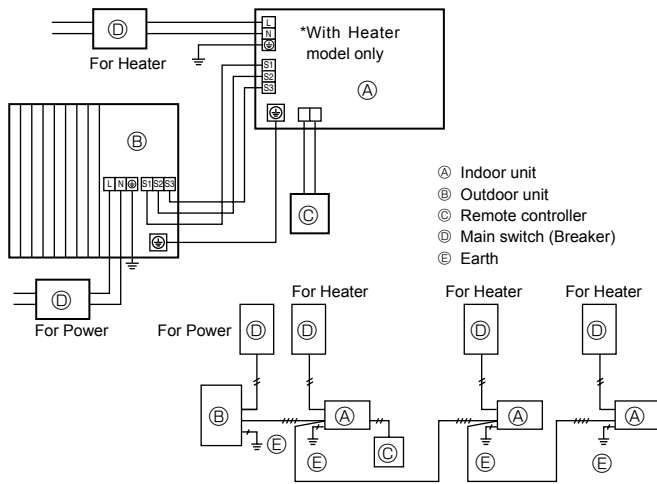 L
N
*With Heater
model only
Ⓓ
For Heater
S1
S2
S3
Ⓐ
Ⓑ
L N S1 S2 S3
Ⓒ
Ⓐ Indoor unit
Ⓑ Outdoor unit
Ⓒ Remote controller
Ⓓ Main switch (Breaker)
Ⓔ Earth
Ⓓ
For Power
For Heater
For Heater
For Heater
For Power
Ⓓ
Ⓓ
Ⓓ
Ⓓ
Ⓑ
Ⓐ
Ⓐ
Ⓐ
Ⓔ
Ⓒ
Ⓔ
Ⓔ
Ⓔ